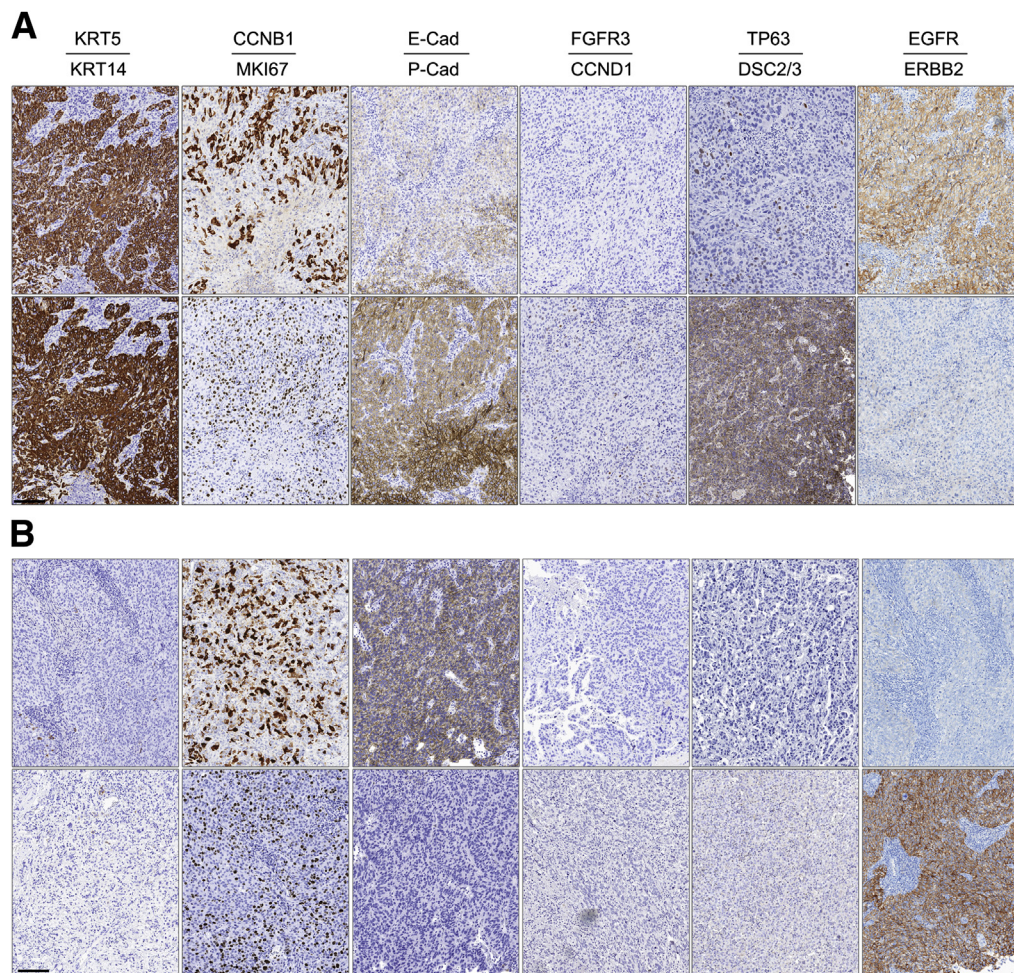 A
KRT5 CCNB1 E-Cad FGFR3 TP63 EGFR
KRT14 MKI67 P-Cad CCND1 DSC2/3 ERBB2
B